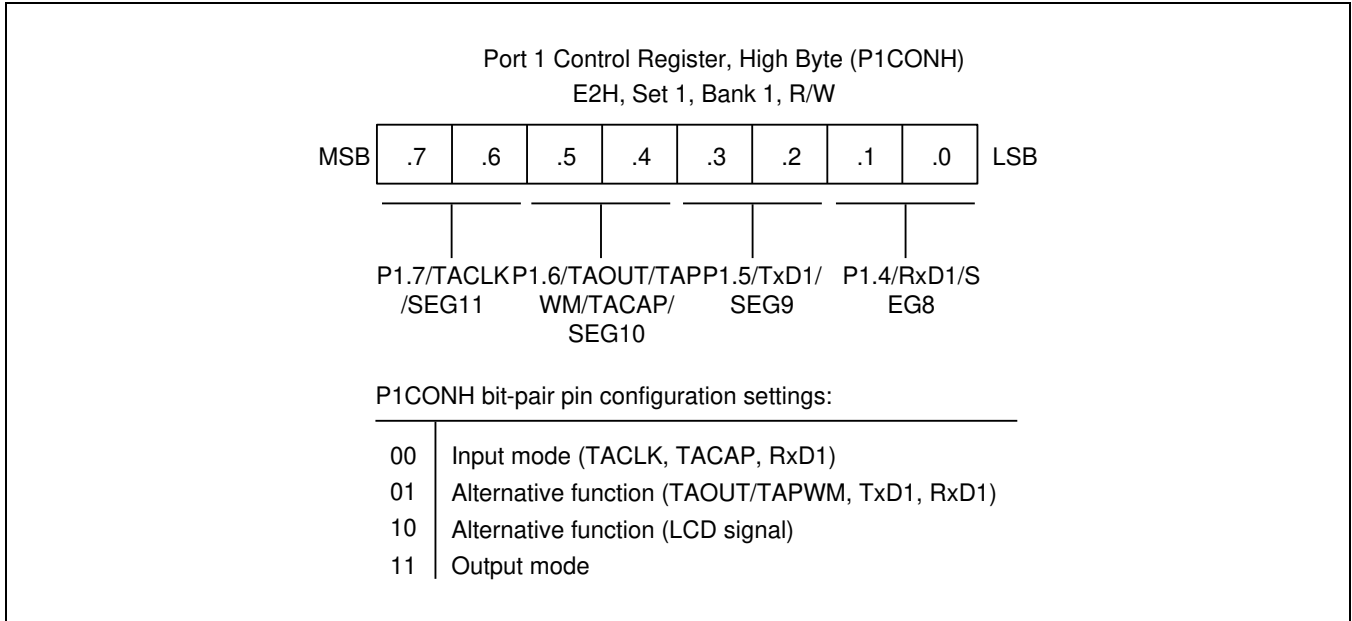 Port 1 Control Register, High Byte (P1CONH)
E2H, Set 1, Bank 1, R/W
MSB .7 .6 .5 .4 .3 .2 .1 .0 LSB
P1.7/TACLK
/SEG11
P1.6/TAOUT/TAP
WM/TACAP/
SEG10
P1.5/TxD1/
SEG9
P1.4/RxD1/S
EG8
P1CONH bit-pair pin configuration settings:
00 Input mode (TACLK, TACAP, RxD1)
01 Alternative function (TAOUT/TAPWM, TxD1, RxD1)
10 Alternative function (LCD signal)
11 Output mode